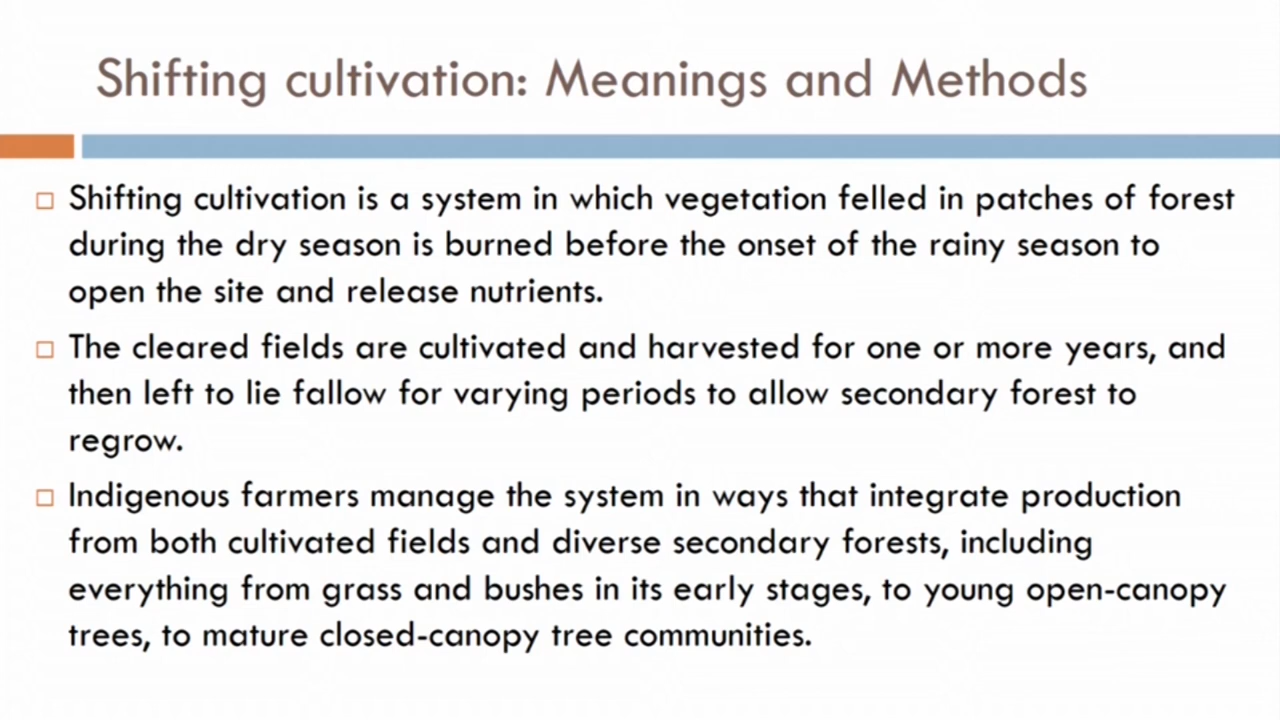 Shifting cultivation: Meanings and Methods
Shifting cultivation is a system in which vegetation felled in patches of forest
during the dry season is burned before the onset of the rainy season to
open the site and release nutrients.
The cleared fields are cultivated and harvested for one or more years, and
then left to lie fallow for varying periods to allow secondary forest to
regrow.
Indigenous farmers manage the system in ways that integrate production
from both cultivated fields and diverse secondary forests, including
everything from grass and bushes in its early stages, to young open-canopy
trees, to mature closed-canopy tree communities.